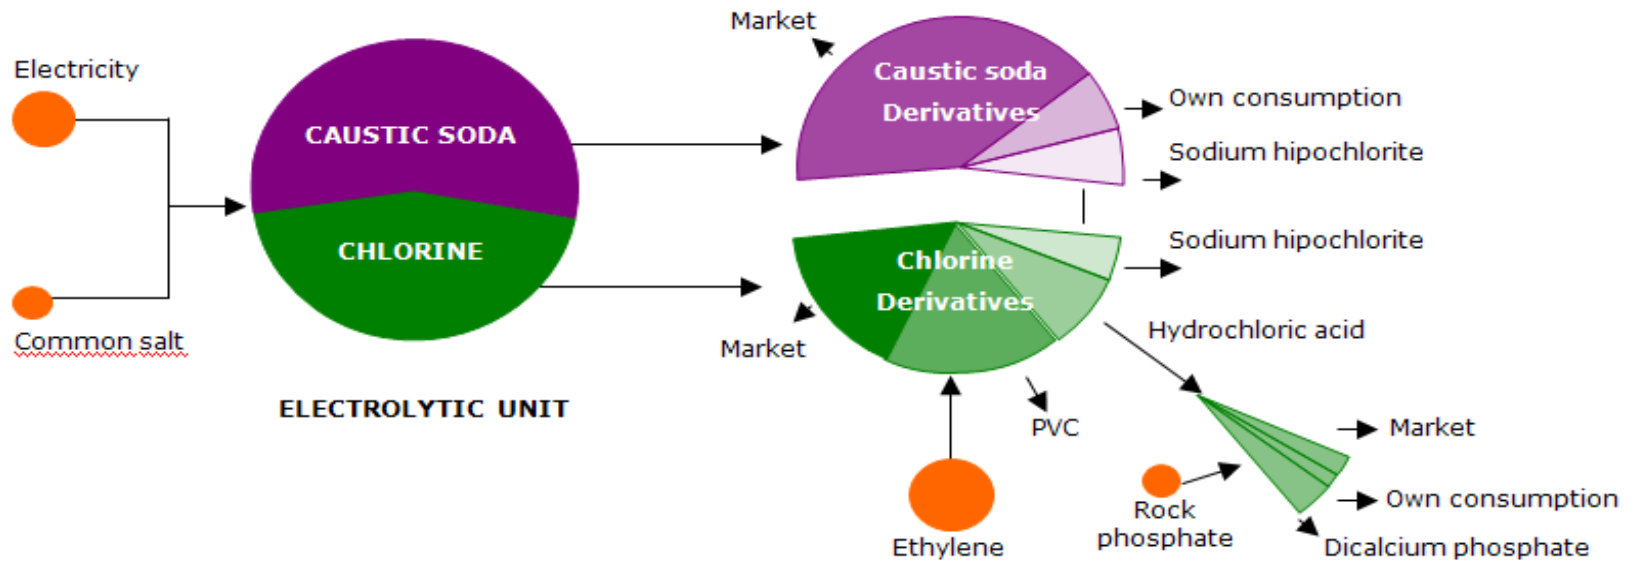 Market
Electricity
Caustic soda
Derivatives
Own consumption
CAUSTIC SODA
Sodium hipochlorite
CHLORINE
Sodium hipochlorite
Chlorine
Derivatives
Market
Common salt
Hydrochloric acid
ELECTROLYTIC UNIT
PVC
Market
Ethylene
Rock
phosphate
Own consumption
Dicalcium phosphate